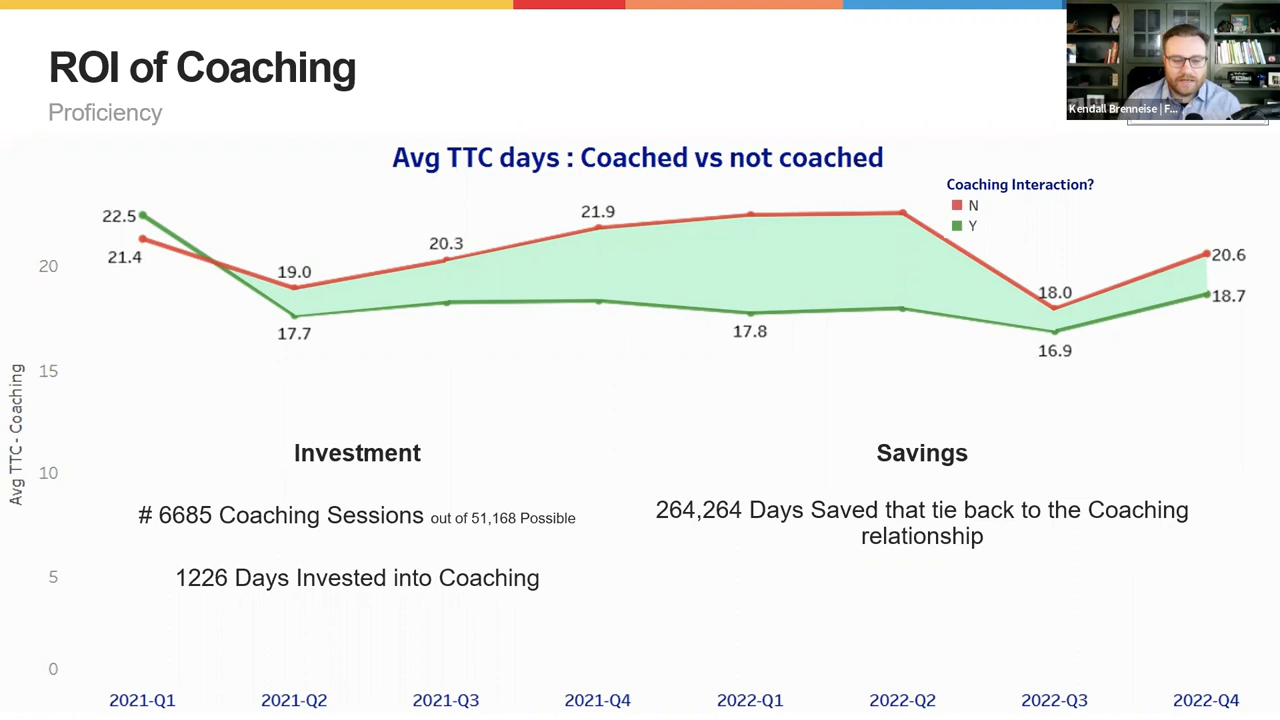 ROI of Coaching
Proficiency
Kendall Brenneise | F...
Avg TTC days : Coached vs not coached
Coaching Interaction?
N
Y
22.5
21.4
19.0
17.7
20.3
21.9
17.8
18.0
16.9
20.6
18.7
20
15
10
5
0
Avg TTC - Coaching
Investment
# 6685 Coaching Sessions out of 51,168 Possible
1226 Days Invested into Coaching
Savings
264,264 Days Saved that tie back to the Coaching
relationship
2021-Q1
2021-Q2
2021-Q3
2021-Q4
2022-Q1
2022-Q2
2022-Q3
2022-Q4